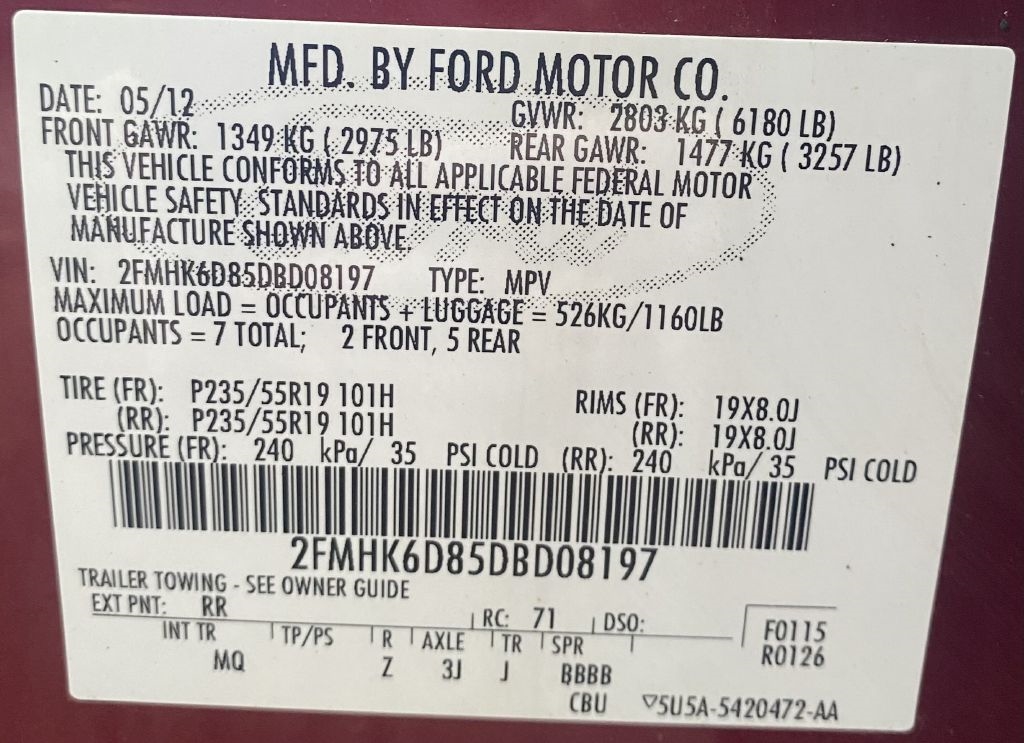 MFD. BY FORD MOTOR CO.
DATE: 05/12 GVWR: 2803 KG ( 6180 LB)
FRONT GAWR: 1349 KG ( 2975 LB) REAR GAWR: 1477 KG ( 3257 LB)
THIS VEHICLE CONFORMS TO ALL APPLICABLE FEDERAL MOTOR
VEHICLE SAFETY STANDARDS IN EFFECT ON THE DATE OF
MANUFACTURE SHOWN ABOVE.
VIN: 2FMHK6D85DBD08197 TYPE: MPV
MAXIMUM LOAD = OCCUPANTS + LUGGAGE = 526KG/1160LB
OCCUPANTS = 7 TOTAL; 2 FRONT, 5 REAR
TIRE (FR): P235/55R19 101H RIMS (FR): 19X8.0J
(RR): P235/55R19 101H (RR): 19X8.0J
PRESSURE (FR): 240 kPa/ 35 PSI COLD (RR): 240 kPa/ 35 PSI COLD
2FMHK6D85DBD08197
TRAILER TOWING - SEE OWNER GUIDE
EXT PNT: RR RC: 71 DSO:
INT TR TP/PS R AXLE TR SPR F0115
MQ Z 3J J BBBB R0126
CBU ▽5U5A-5420472-AA